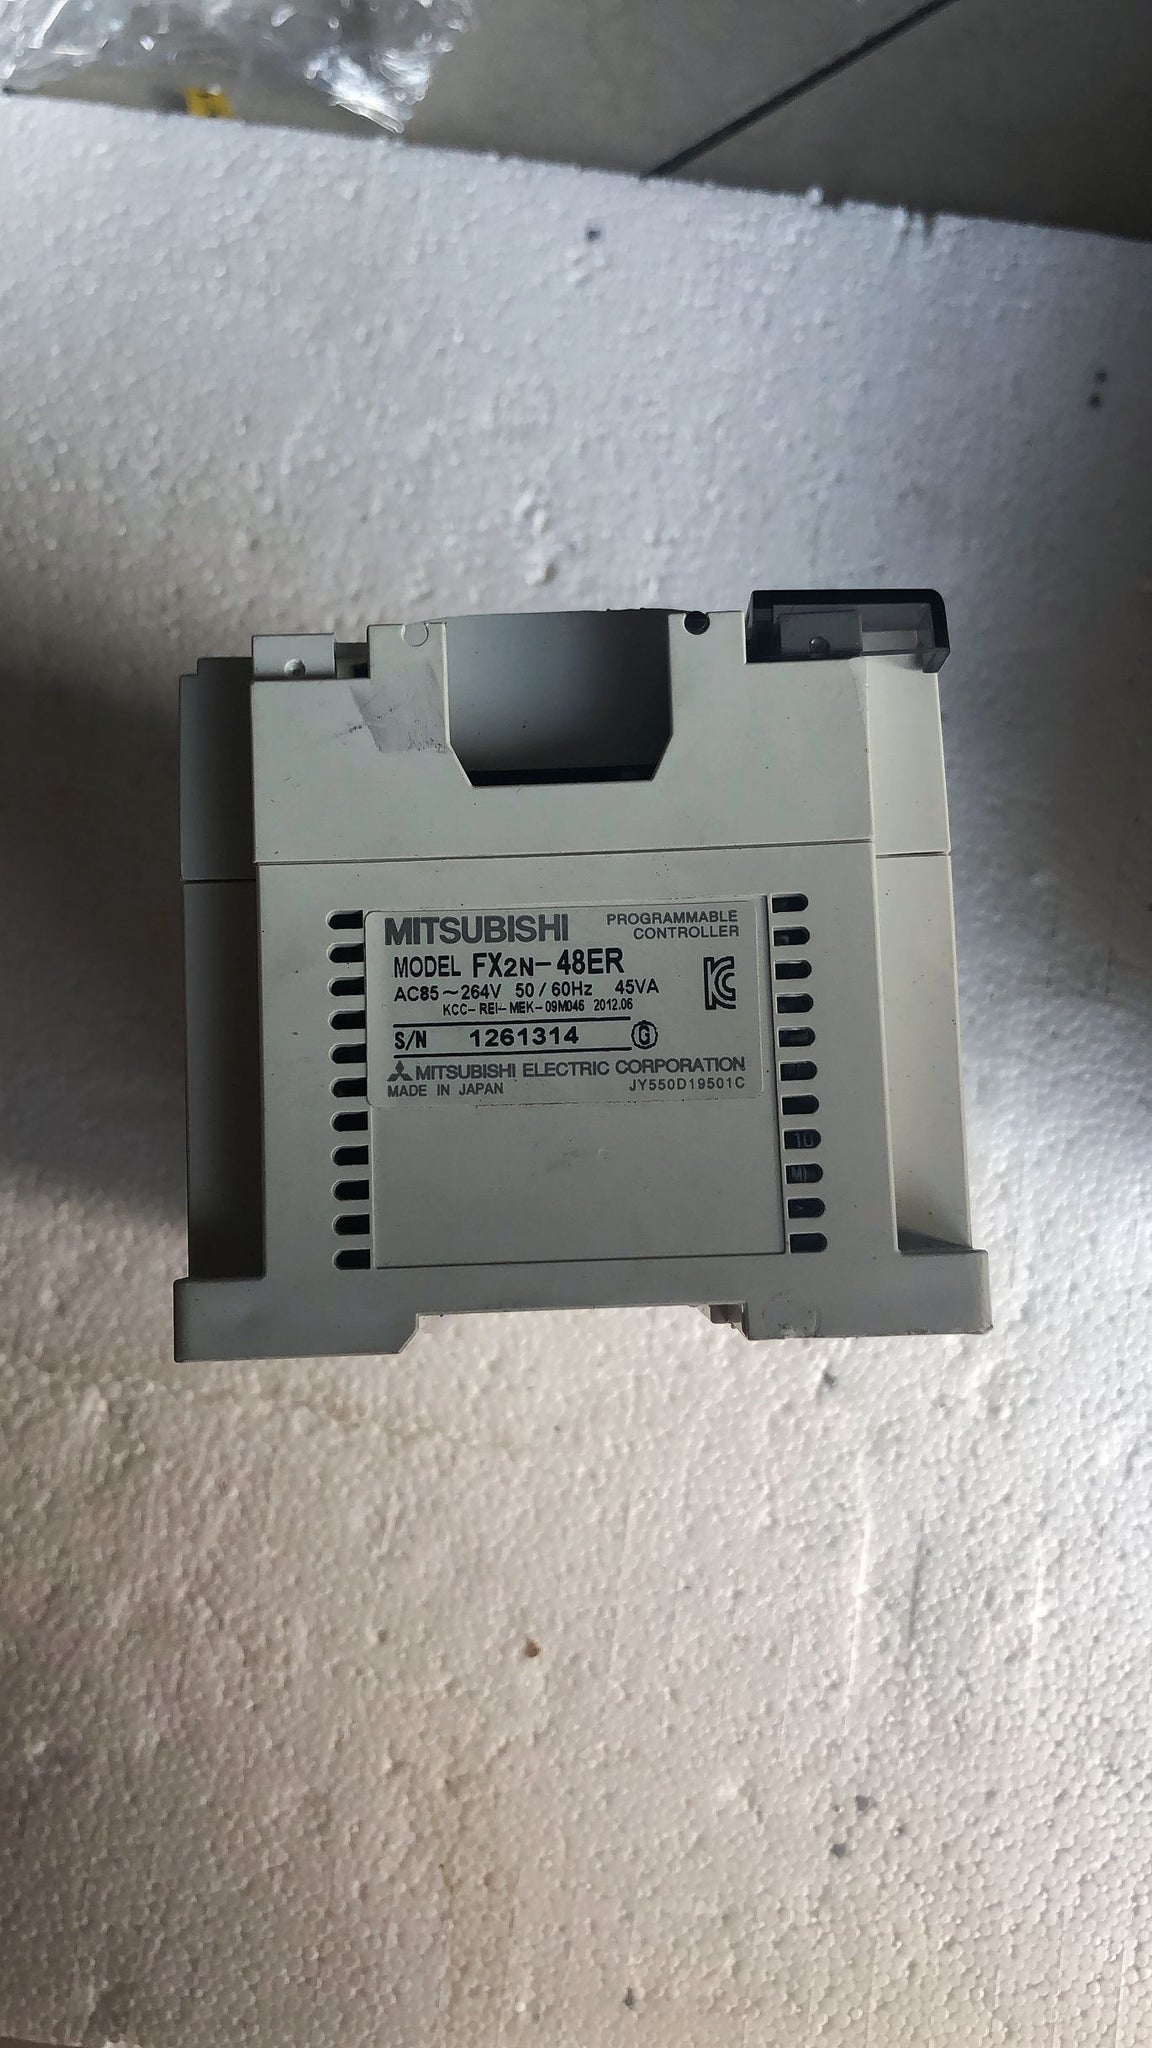 MITSUBISHI PROGRAMMABLE CONTROLLER
MODEL FX2N-48ER
AC85~264V 50/60Hz 45VA
KCC-REI-MEK-09M046 2012.06
S/N 1261314 G
MITSUBISHI ELECTRIC CORPORATION
MADE IN JAPAN JY550D19501C
10